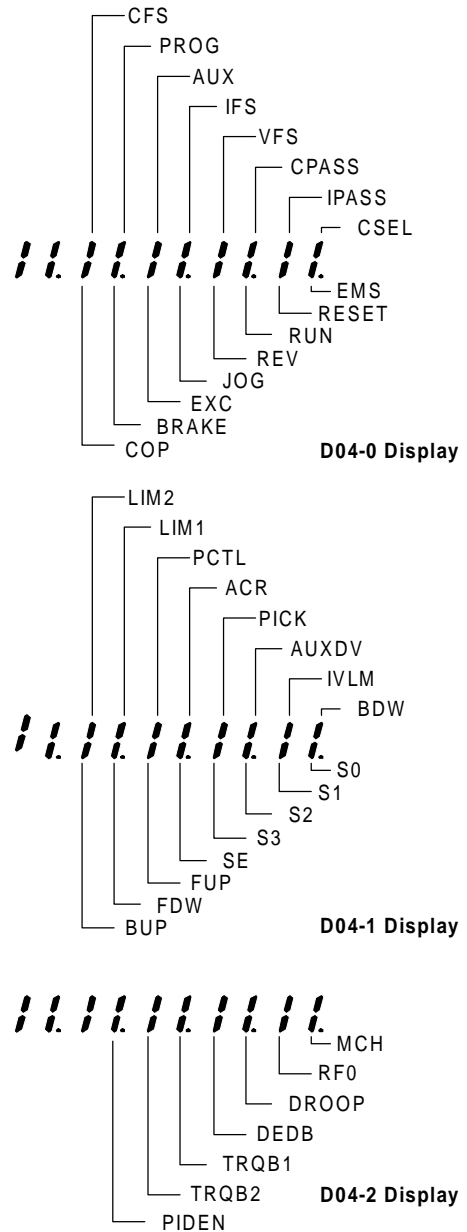 CFS
PROG
AUX
IFS
VFS
CPASS
IPASS
CSEL
EMS
RESET
RUN
REV
JOG
EXC
BRAKE
COP
D04-0 Display
LIM2
LIM1
PCTL
ACR
PICK
AUXDV
IVLM
BDW
S0
S1
S2
S3
SE
FUP
FDW
BUP
D04-1 Display
MCH
RF0
DROOP
DEDB
TRQB1
TRQB2
D04-2 Display
PIDEN